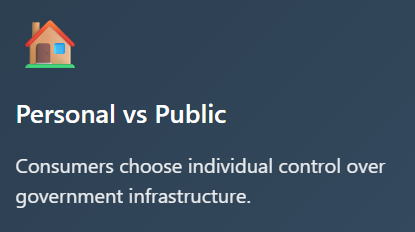 Personal vs Public
Consumers choose individual control over
government infrastructure.